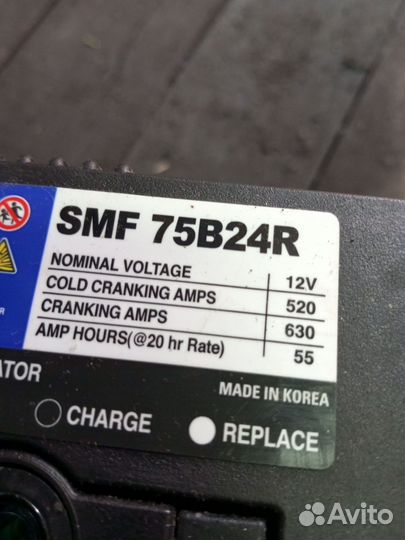 SMF 75B24R
NOMINAL VOLTAGE 12V
COLD CRANKING AMPS 520
CRANKING AMPS 630
AMP HOURS(@20 hr Rate) 55
MADE IN KOREA
CHARGE REPLACE
Avito